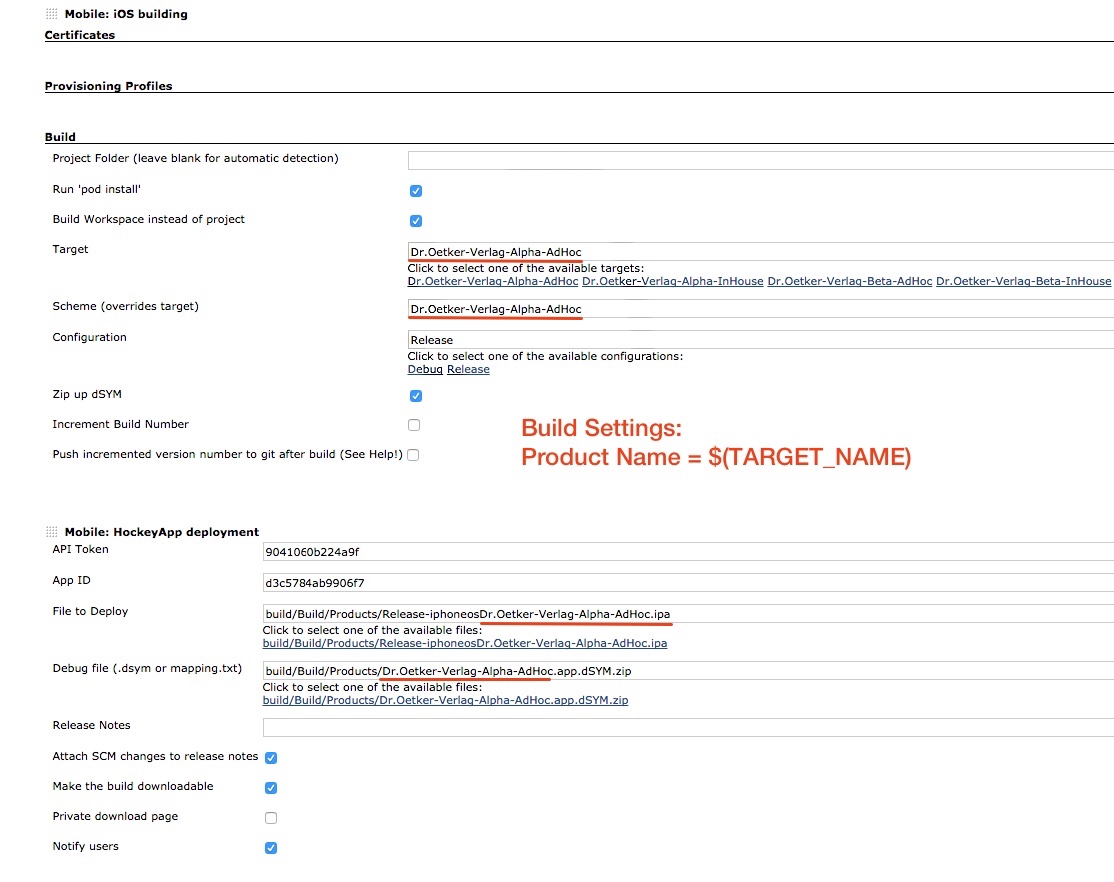 Mobile: iOS building
Certificates
Provisioning Profiles
Build
Project Folder (leave blank for automatic detection)
Run 'pod install'
Build Workspace instead of project
Target
Dr.Oetker-Verlag-Alpha-AdHoc
Click to select one of the available targets:
Dr.Oetker-Verlag-Alpha-AdHoc Dr.Oetker-Verlag-Alpha-InHouse Dr.Oetker-Verlag-Beta-AdHoc Dr.Oetker-Verlag-Beta-InHouse
Scheme (overrides target)
Dr.Oetker-Verlag-Alpha-AdHoc
Configuration
Release
Click to select one of the available configurations:
Debug Release
Zip up dSYM
Increment Build Number
Push incremented version number to git after build (See Help!)
Build Settings:
Product Name = $(TARGET_NAME)
Mobile: HockeyApp deployment
API Token
9041060b224a9f
App ID
d3c5784ab9906f7
File to Deploy
build/Build/Products/Release-iphoneosDr.Oetker-Verlag-Alpha-AdHoc.ipa
Click to select one of the available files:
build/Build/Products/Release-iphoneosDr.Oetker-Verlag-Alpha-AdHoc.ipa
Debug file (.dsym or mapping.txt)
build/Build/Products/Dr.Oetker-Verlag-Alpha-AdHoc.app.dSYM.zip
Click to select one of the available files:
build/Build/Products/Dr.Oetker-Verlag-Alpha-AdHoc.app.dSYM.zip
Release Notes
Attach SCM changes to release notes
Make the build downloadable
Private download page
Notify users